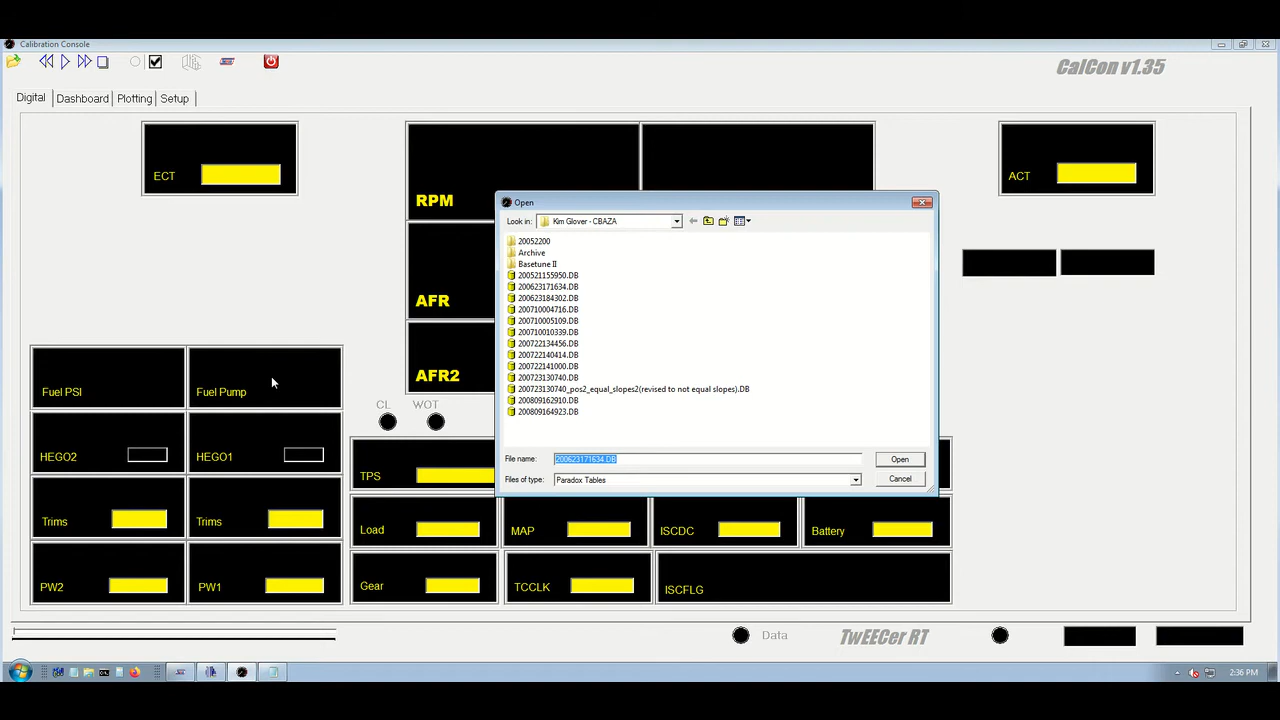 Calibration Console
CalCon v1.35
Digital
Dashboard
Plotting
Setup
ECT
RPM
ACT
Open
Look in:
Kim Glover - CBAZA
20052200
Archive
Basetune II
200521155950.DB
200623171634.DB
200623184302.DB
200710004716.DB
200710005109.DB
200710010339.DB
200722134456.DB
200722140414.DB
200722141000.DB
200723130740.DB
200723130740_pos2_equal_slopes2(revised to not equal slopes).DB
200809162910.DB
200809164923.DB
File name:
200623171634.DB
Open
Files of type:
Paradox Tables
Cancel
AFR
AFR2
Fuel PSI
Fuel Pump
CL
WOT
HEGO2
HEGO1
TPS
Trims
Trims
Load
MAP
ISCDC
Battery
PW2
PW1
Gear
TCCLK
ISCFLG
Data
TwEECer RT
2:36 PM